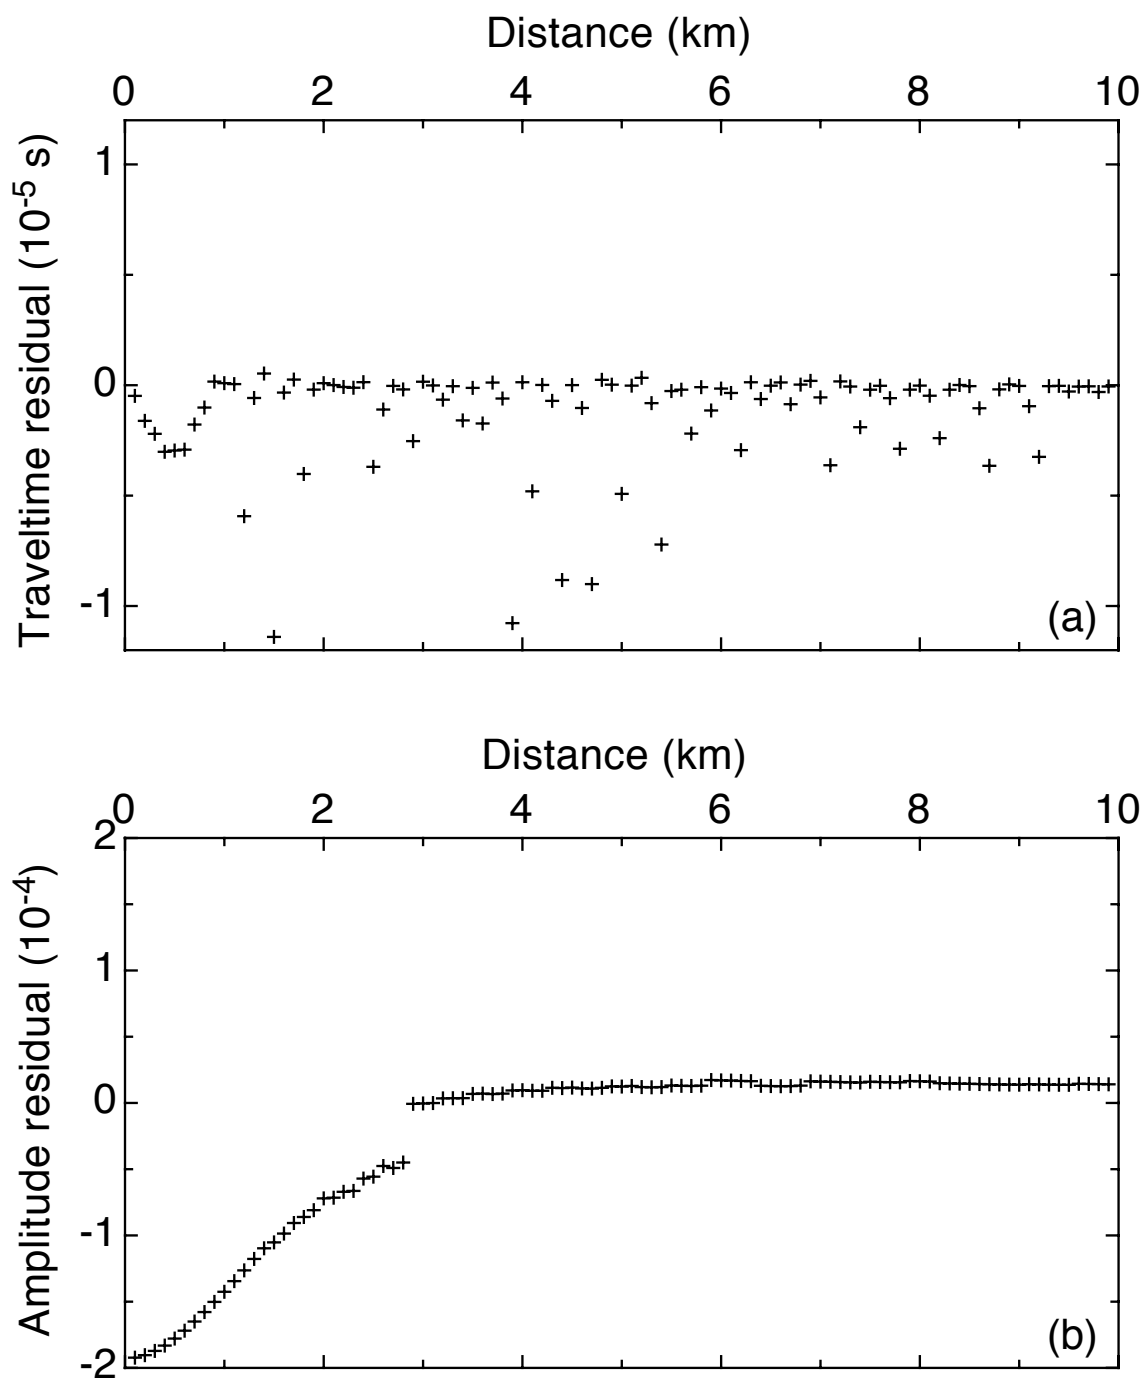 Distance (km)
0 2 4 6 8 10
Traveltime residual (10-5 s)
1
0
-1
(a)
Distance (km)
0 2 4 6 8 10
Amplitude residual (10-4)
2
1
0
-1
-2
(b)